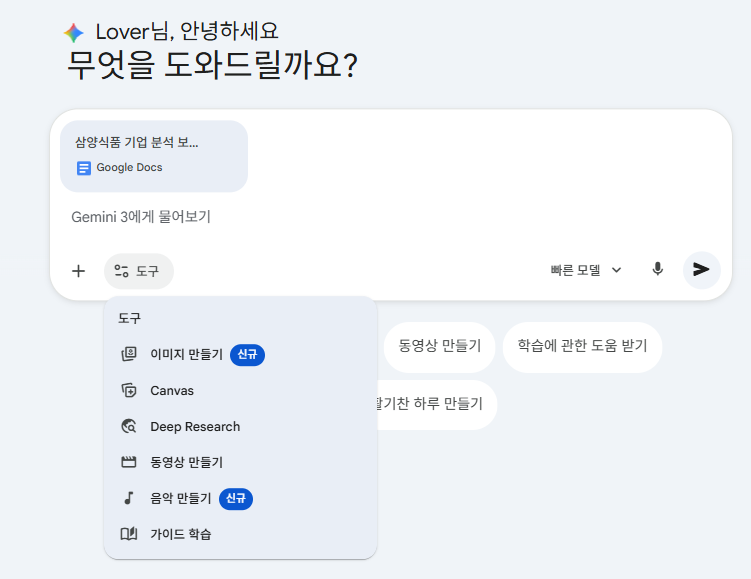 Lover님, 안녕하세요
무엇을 도와드릴까요?
삼양식품 기업 분석 보...
Google Docs
Gemini 3에게 물어보기
도구
빠른 모델
도구
이미지 만들기 신규
Canvas
Deep Research
동영상 만들기
음악 만들기 신규
가이드 학습
동영상 만들기
학습에 관한 도움 받기
활기찬 하루 만들기